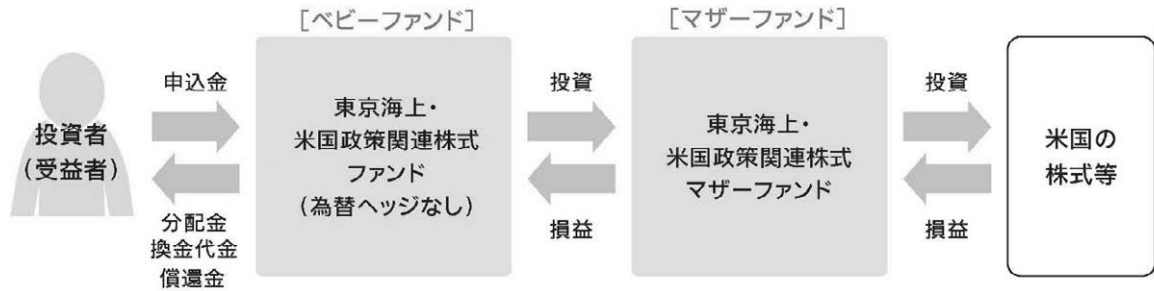 [ベビーファンド]
[マザーファンド]
投資者
(受益者)
申込金
分配金
換金代金
償還金
東京海上・
米国政策関連株式
ファンド
(為替ヘッジなし)
投資
損益
東京海上・
米国政策関連株式
マザーファンド
投資
損益
米国の
株式等